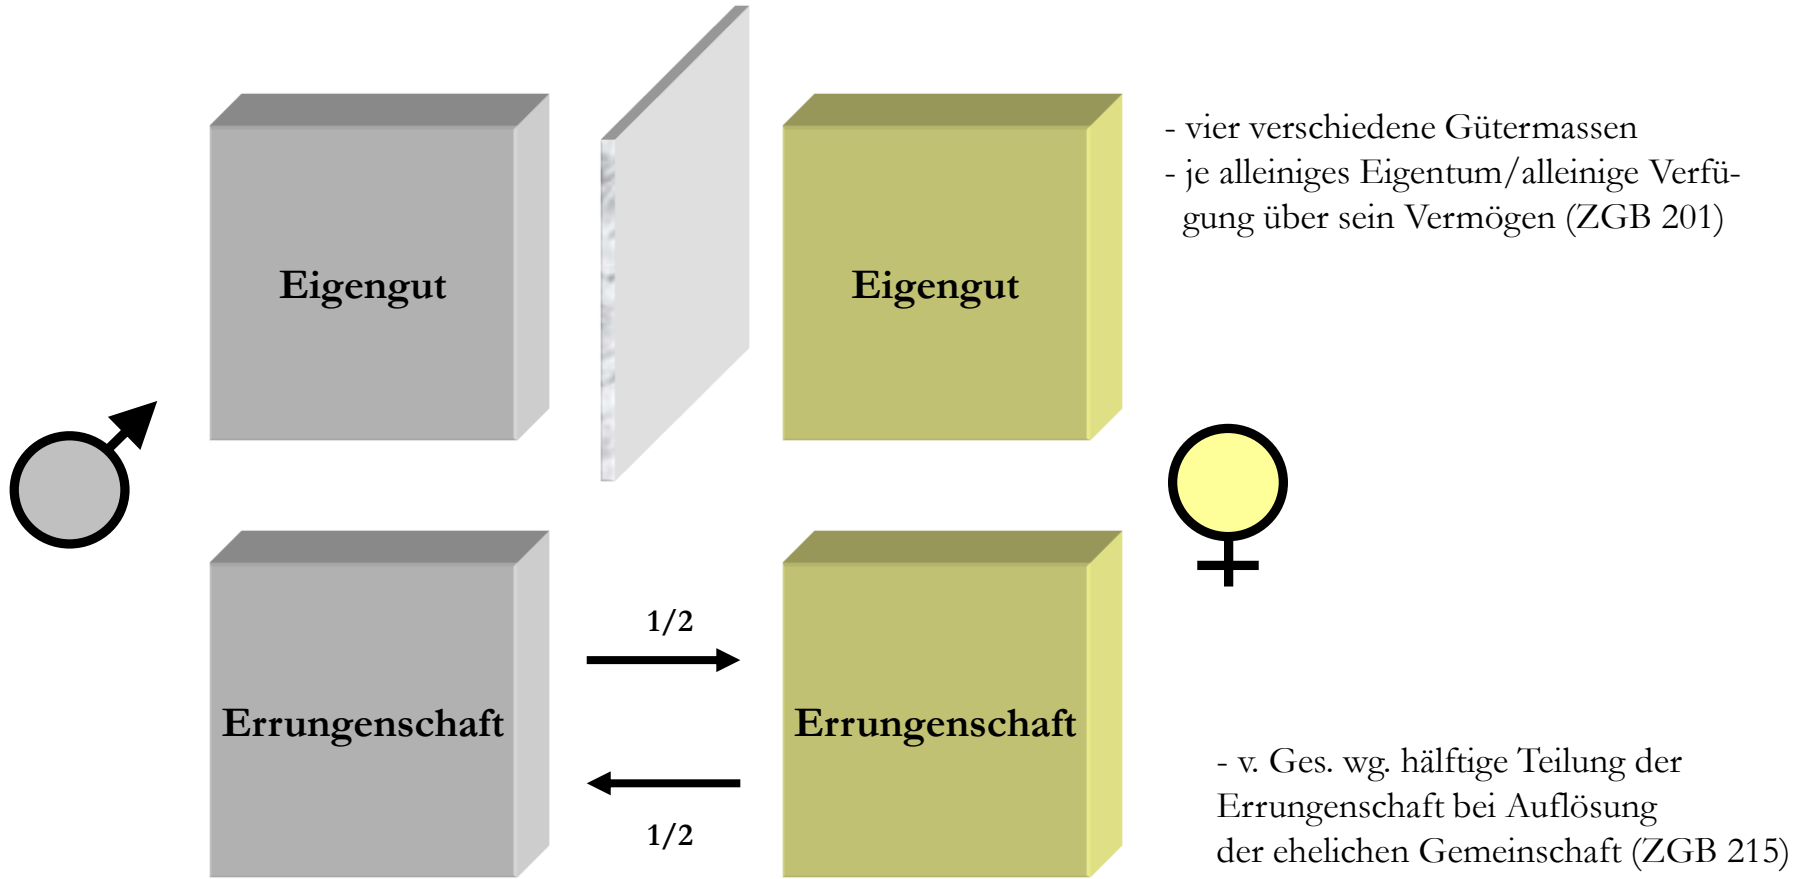 - vier verschiedene Gütermassen
- je alleiniges Eigentum/alleinige Verfü-
gung über sein Vermögen (ZGB 201)
Eigengut
Eigengut
1/2
Errungenschaft
Errungenschaft
1/2
- v. Ges. wg. hälftige Teilung der
Errungenschaft bei Auflösung
der ehelichen Gemeinschaft (ZGB 215)